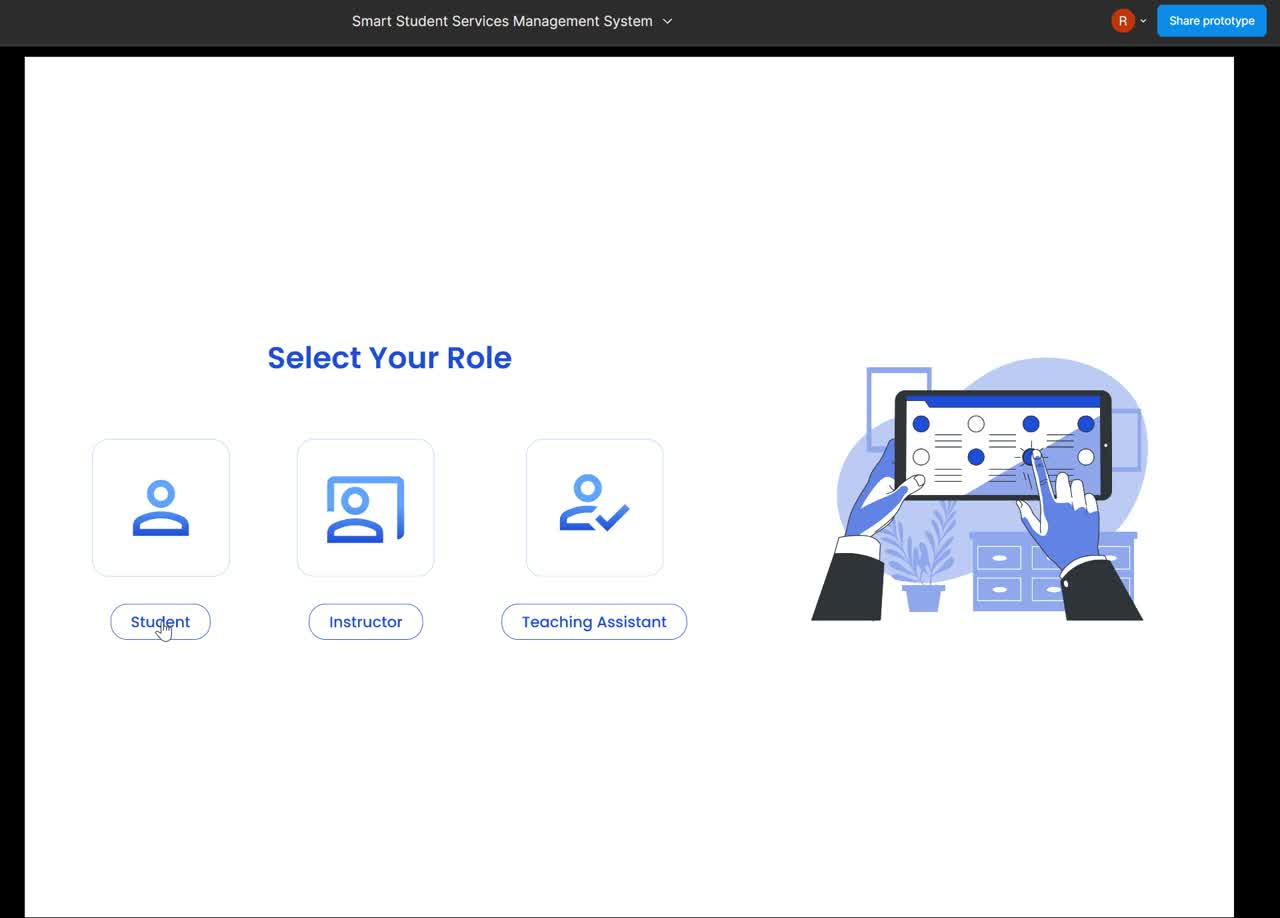 Smart Student Services Management System
R
Share prototype
Select Your Role
Student
Instructor
Teaching Assistant